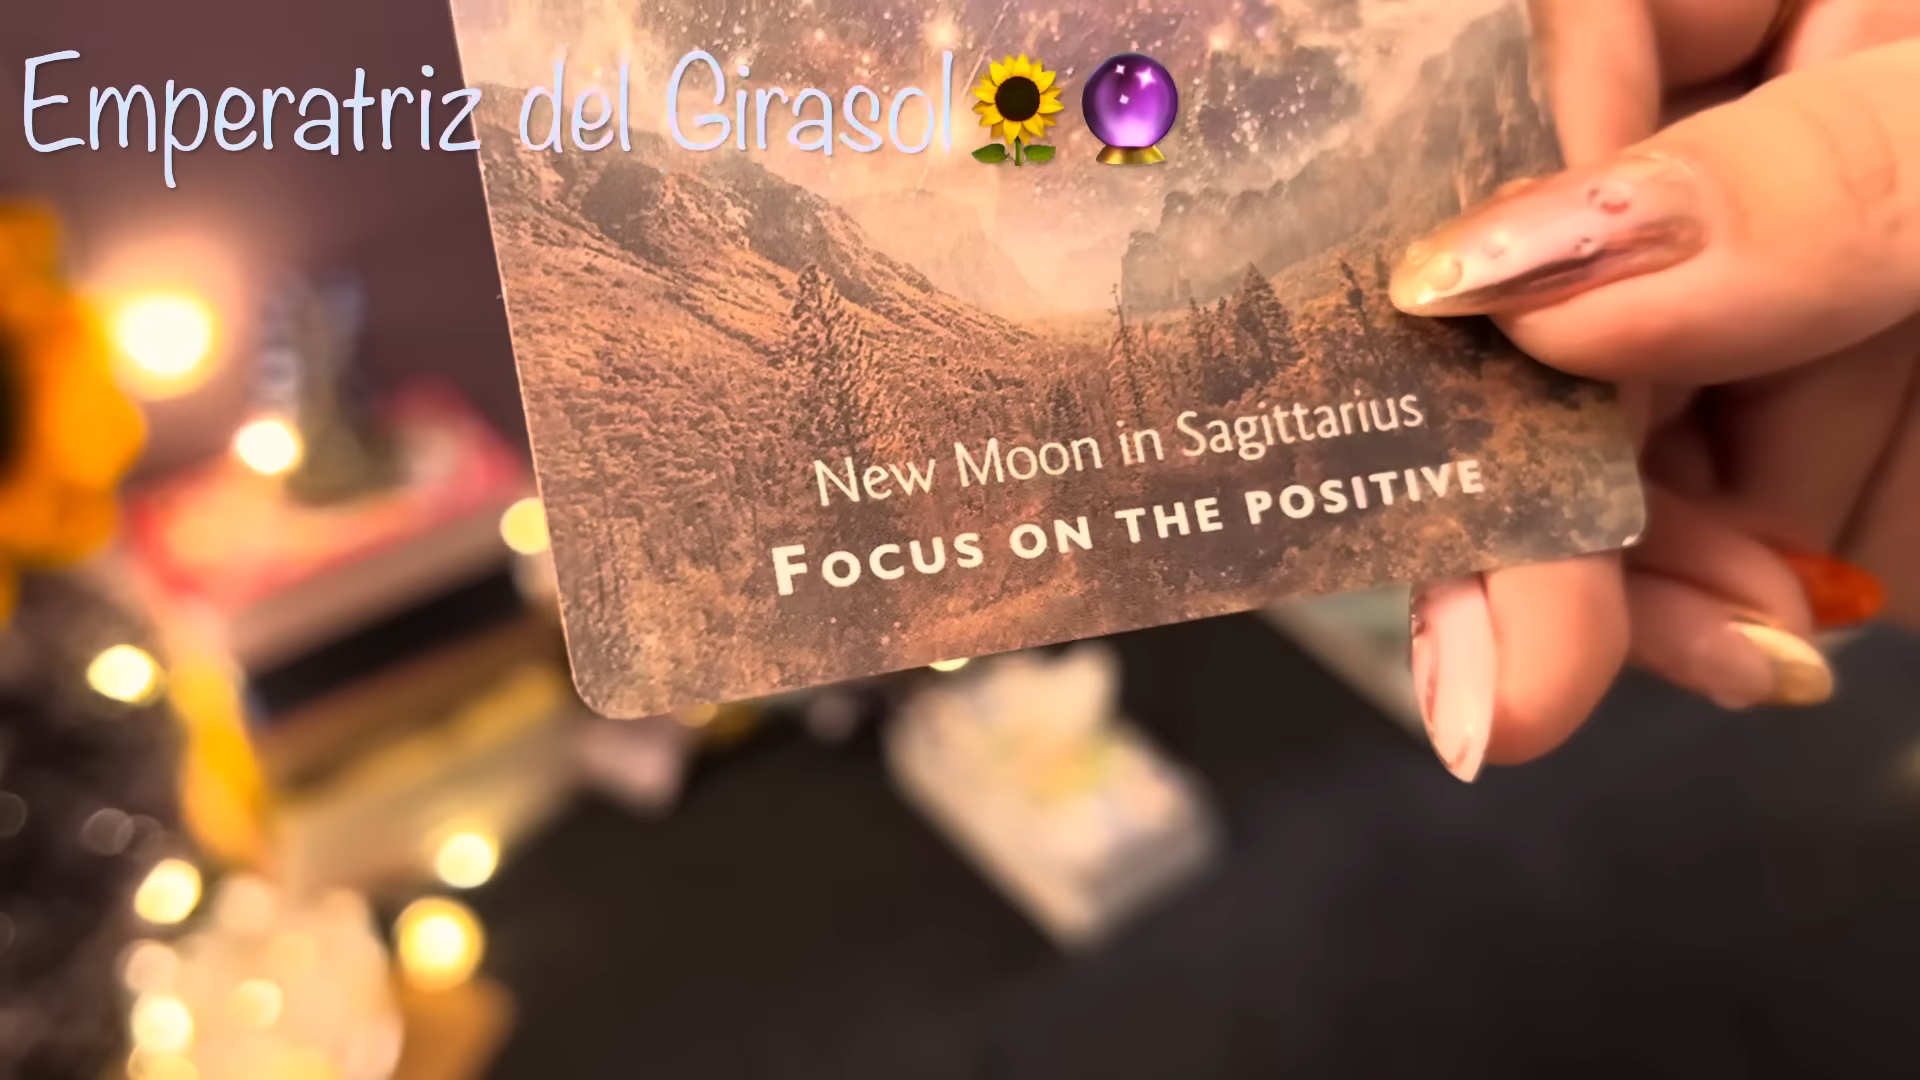 Emperatriz del Girasol🌻🔮
New Moon in Sagittarius
FOCUS ON THE POSITIVE